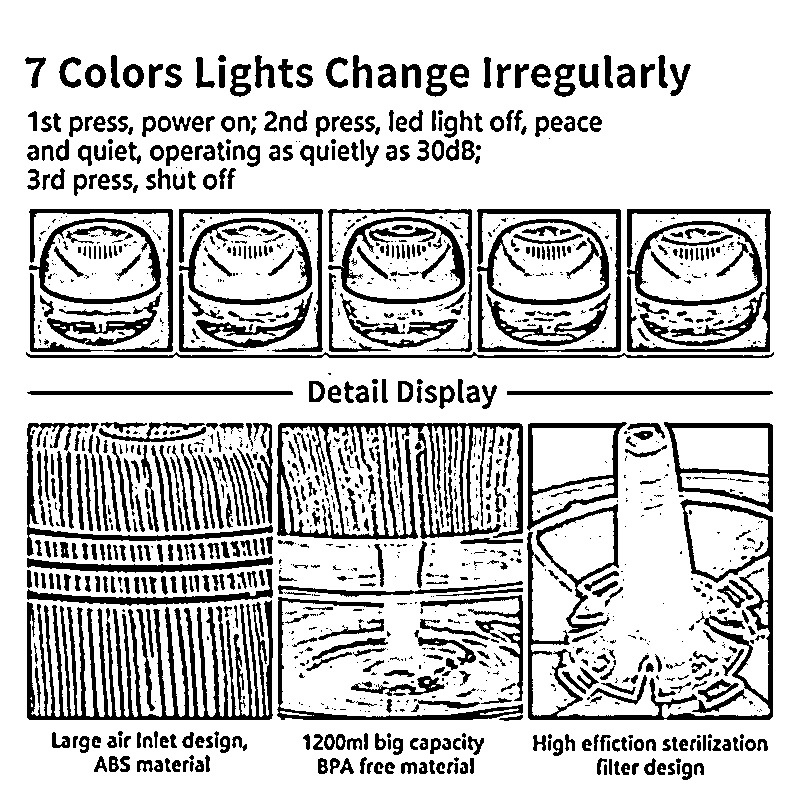 7 Colors Lights Change Irregularly
1st press, power on; 2nd press, led light off, peace
and quiet, operating as quietly as 30dB;
3rd press, shut off
Detail Display
Large air Inlet design,
ABS material
1200ml big capacity
BPA free material
High effiction sterilization
filter design